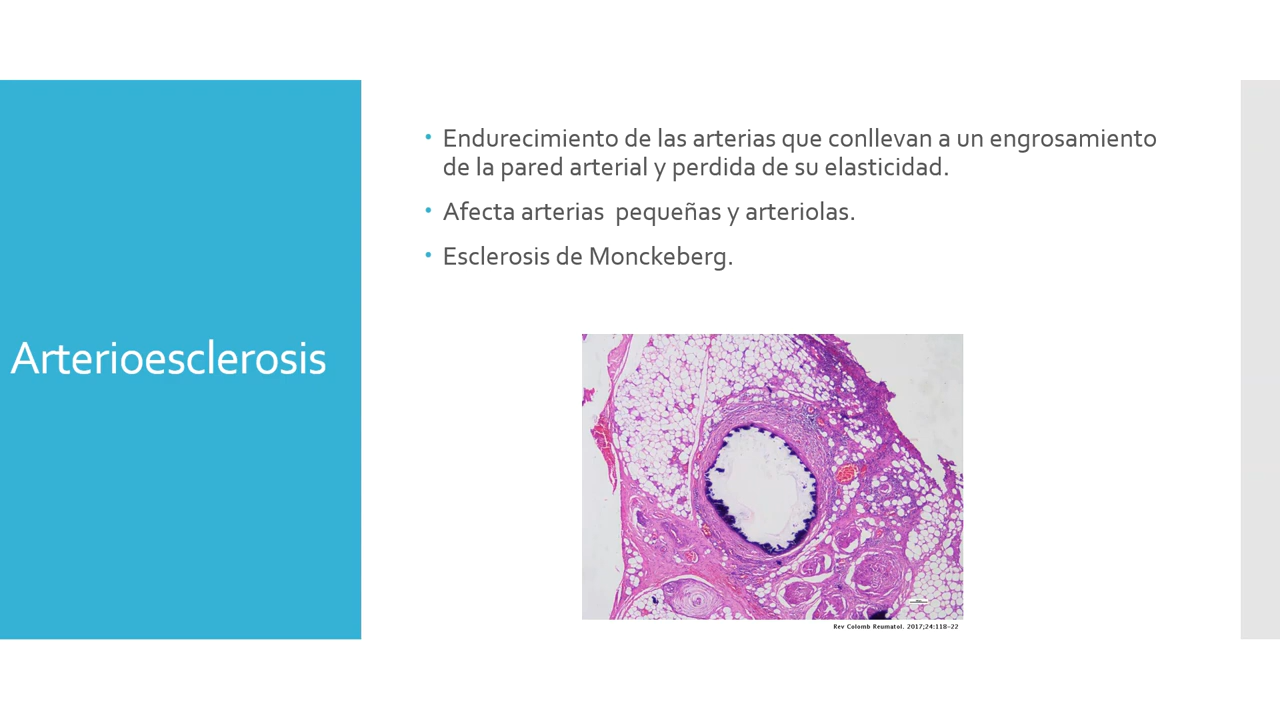 Arterioesclerosis
• Endurecimiento de las arterias que conllevan a un engrosamiento
de la pared arterial y perdida de su elasticidad.
• Afecta arterias  pequeñas y arteriolas.
• Esclerosis de Monckeberg.
Rev Colomb Reumatol. 2017;24:118-22